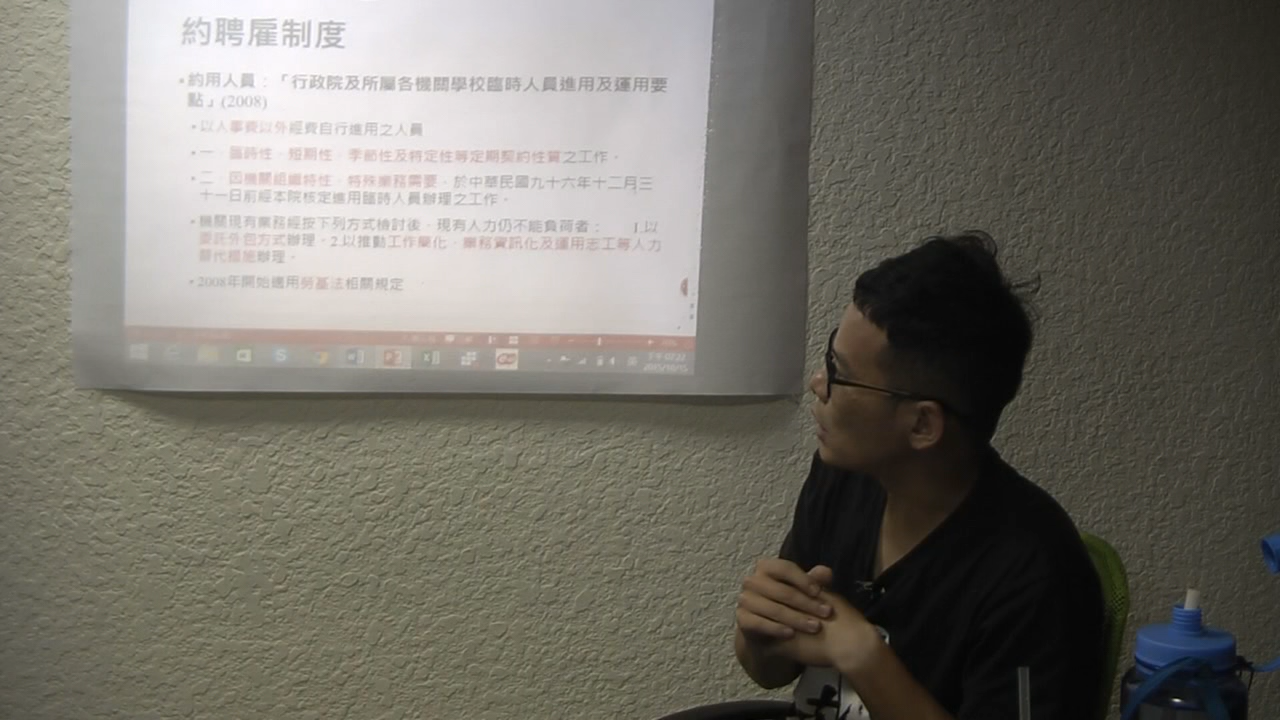 約聘雇制度
約用人員：「行政院及所屬各機關學校臨時人員進用及運用要
點」(2008)
以人事費以外經費自行進用之人員
一、臨時性、短期性、季節性及特定性等定期契約性質之工作。
二、因機關組織特性、特殊業務需要，於中華民國九十六年十二月三
十一日前經本院核定進用臨時人員辦理之工作。
機關現有業務經按下列方式檢討後，現有人力仍不能負荷者： 1.以
委託外包方式辦理。2.以推動工作簡化、業務資訊化及運用志工等人力
替代措施辦理。
2008年開始適用勞基法相關規定
下午 07:22
2015/10/15